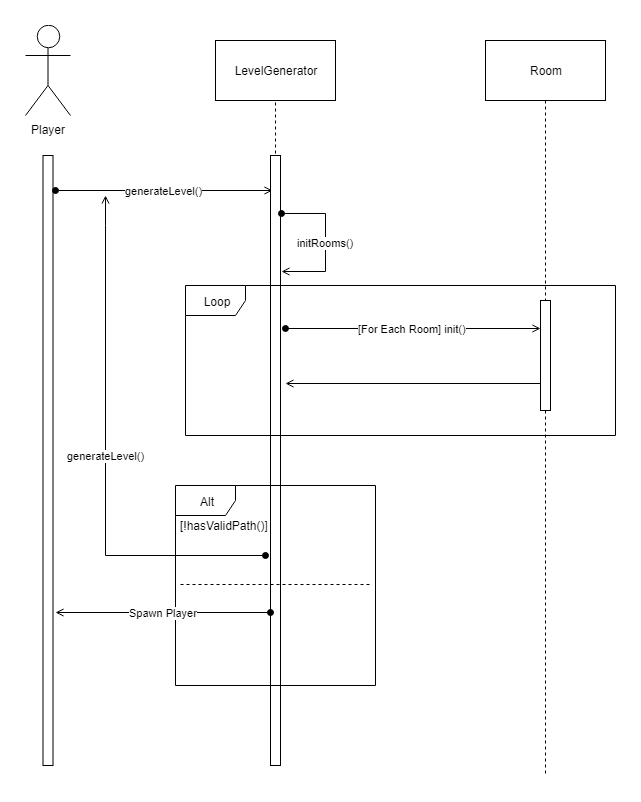 LevelGenerator
Room
Player
generateLevel()
initRooms()
Loop
[For Each Room] init()
generateLevel()
Alt
[!hasValidPath()]
Spawn Player